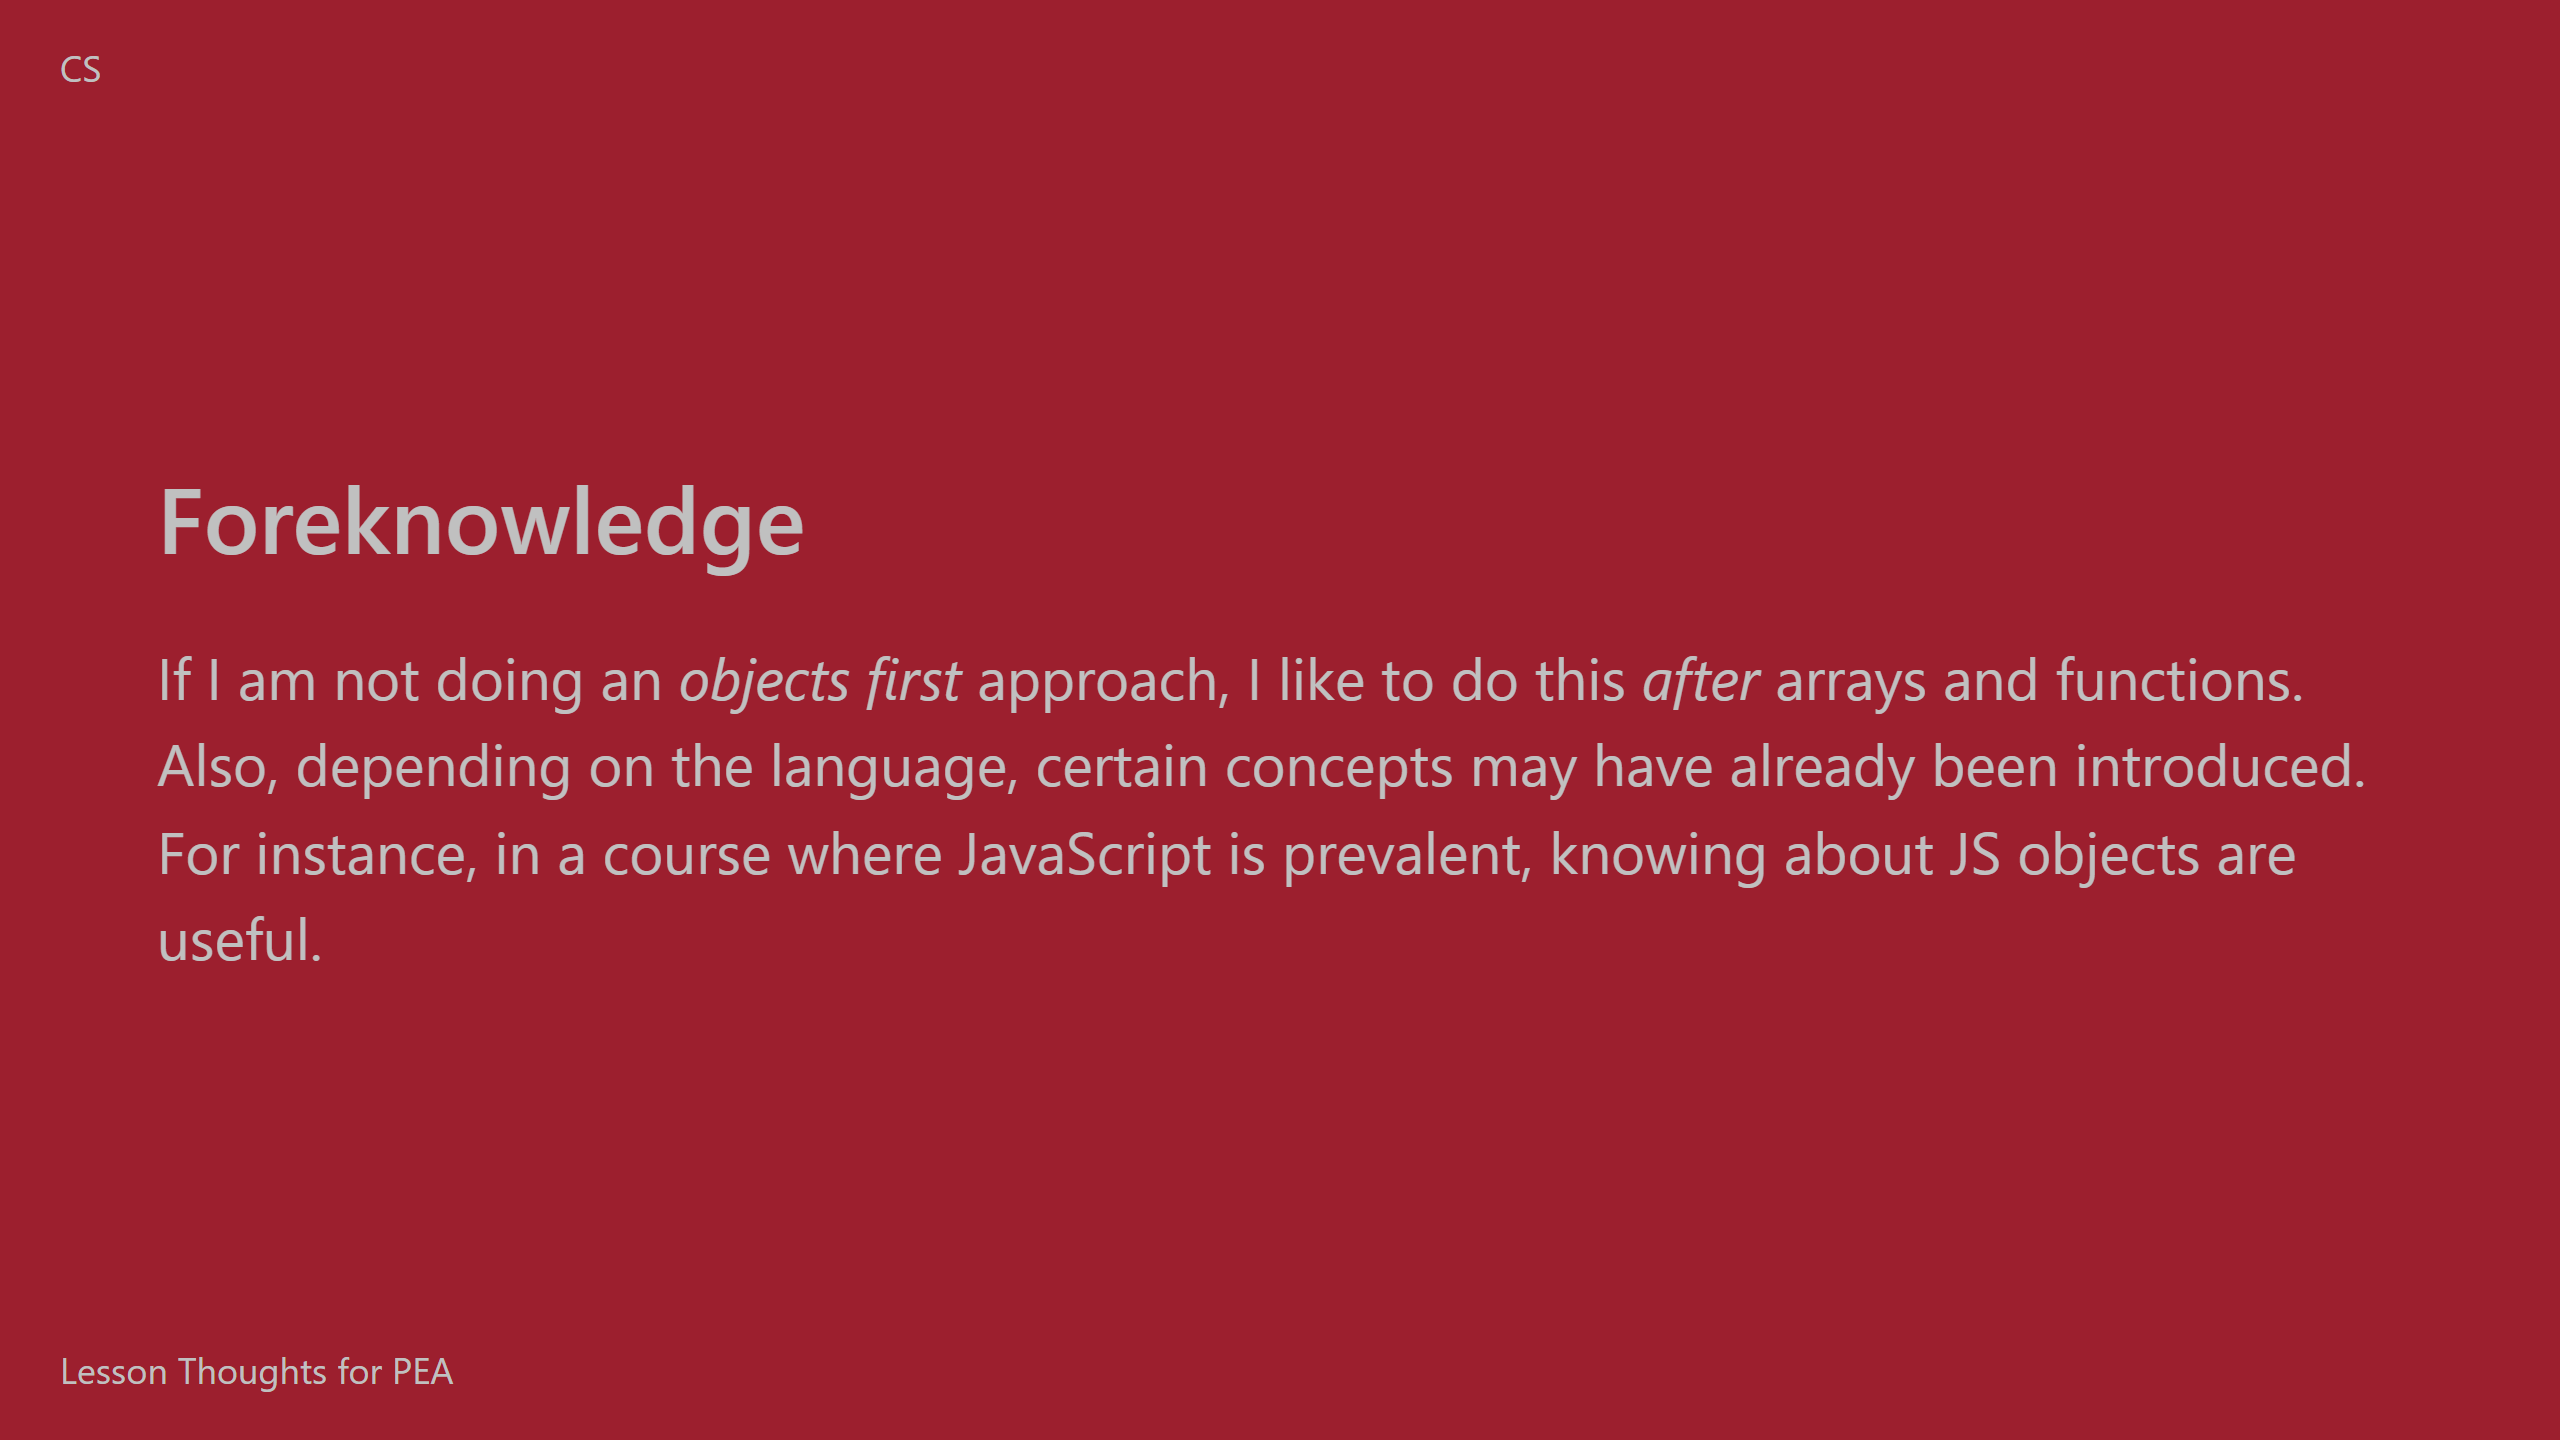 CS
Foreknowledge
If I am not doing an objects first approach, I like to do this after arrays and functions.
Also, depending on the language, certain concepts may have already been introduced.
For instance, in a course where JavaScript is prevalent, knowing about JS objects are
useful.
Lesson Thoughts for PEA